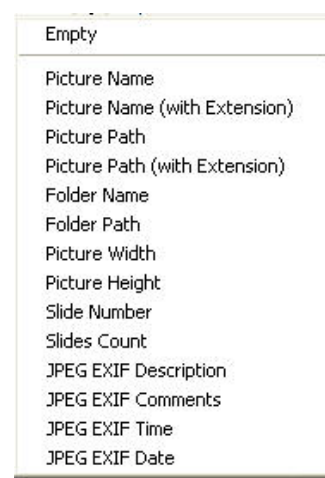 Empty
Picture Name
Picture Name (with Extension)
Picture Path
Picture Path (with Extension)
Folder Name
Folder Path
Picture Width
Picture Height
Slide Number
Slides Count
JPEG EXIF Description
JPEG EXIF Comments
JPEG EXIF Time
JPEG EXIF Date